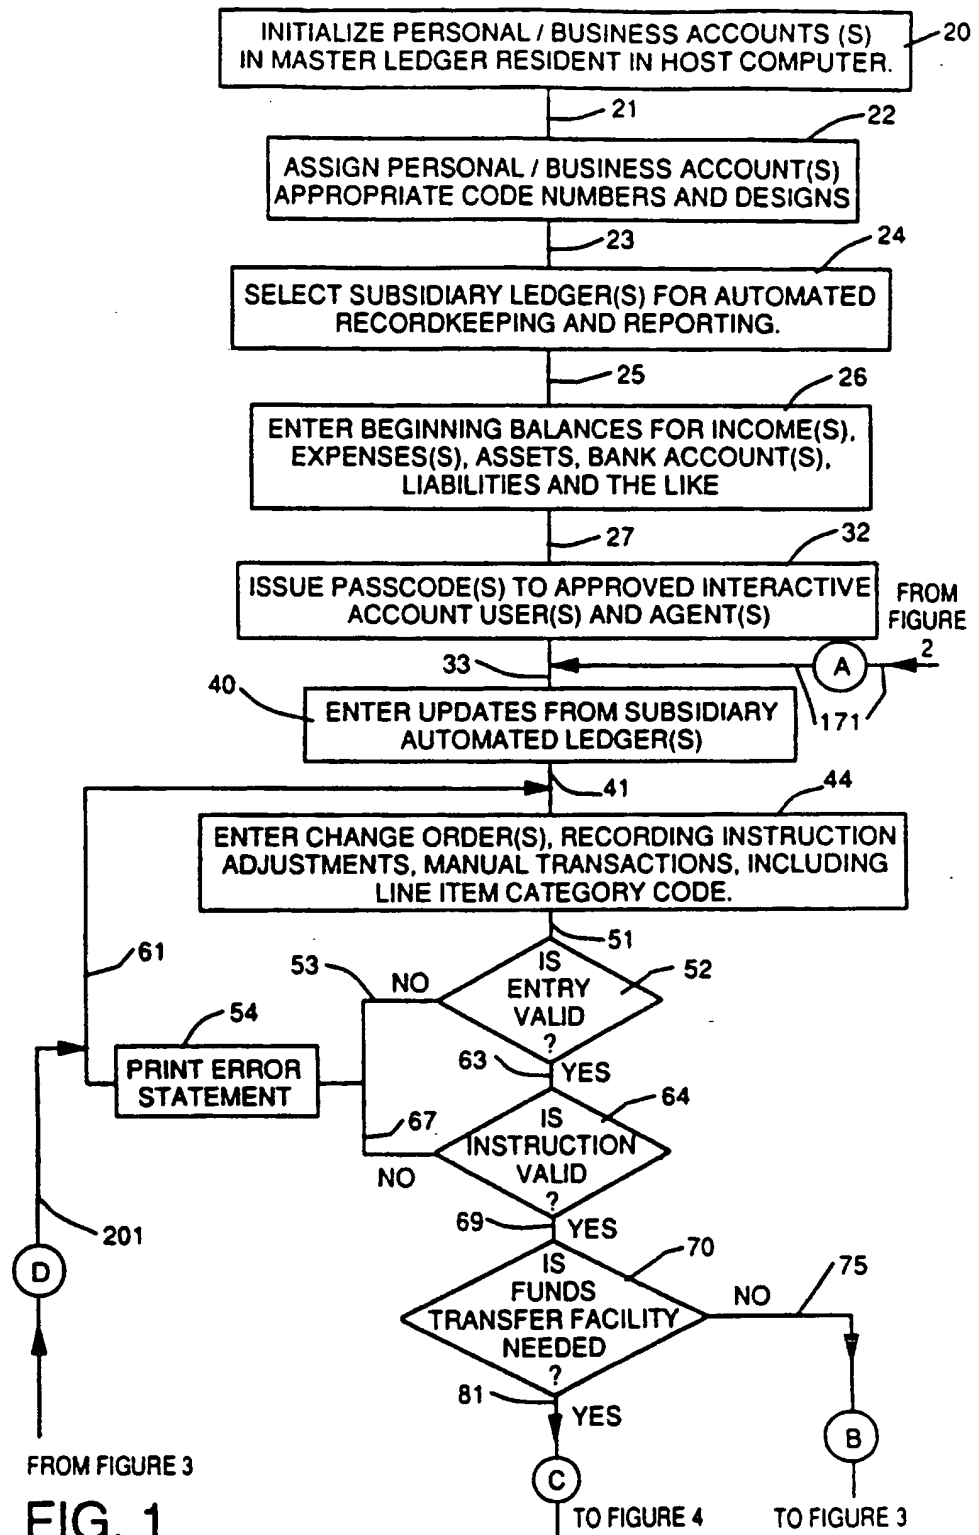 INITIALIZE PERSONAL / BUSINESS ACCOUNTS (S)
IN MASTER LEDGER RESIDENT IN HOST COMPUTER.
20
21
22
ASSIGN PERSONAL / BUSINESS ACCOUNT(S)
APPROPRIATE CODE NUMBERS AND DESIGNS
23
24
SELECT SUBSIDIARY LEDGER(S) FOR AUTOMATED
RECORDKEEPING AND REPORTING.
25
26
ENTER BEGINNING BALANCES FOR INCOME(S),
EXPENSES(S), ASSETS, BANK ACCOUNT(S),
LIABILITIES AND THE LIKE
27
32
ISSUE PASSCODE(S) TO APPROVED INTERACTIVE
ACCOUNT USER(S) AND AGENT(S)
FROM
FIGURE
2
A
171
33
40
ENTER UPDATES FROM SUBSIDIARY
AUTOMATED LEDGER(S)
41
44
ENTER CHANGE ORDER(S), RECORDING INSTRUCTION
ADJUSTMENTS, MANUAL TRANSACTIONS, INCLUDING
LINE ITEM CATEGORY CODE.
51
61
53
NO
IS
ENTRY
VALID
?
52
54
PRINT ERROR
STATEMENT
63
YES
64
67
NO
IS
INSTRUCTION
VALID
?
69
YES
201
D
70
IS
FUNDS
TRANSFER FACILITY
NEEDED
?
NO
75
81
YES
B
C
FROM FIGURE 3
FIG. 1
TO FIGURE 4
TO FIGURE 3